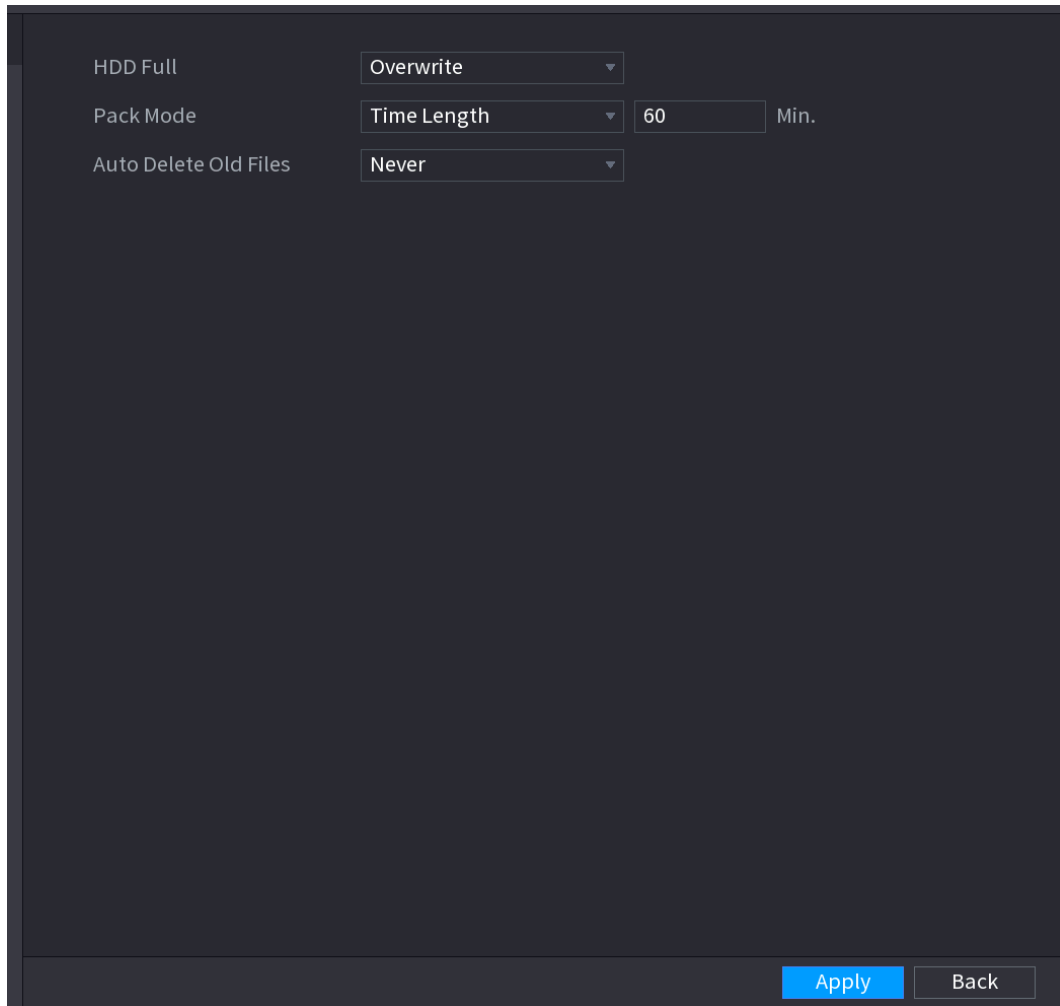 HDD Full Overwrite
Pack Mode Time Length 60 Min.
Auto Delete Old Files Never
Apply Back